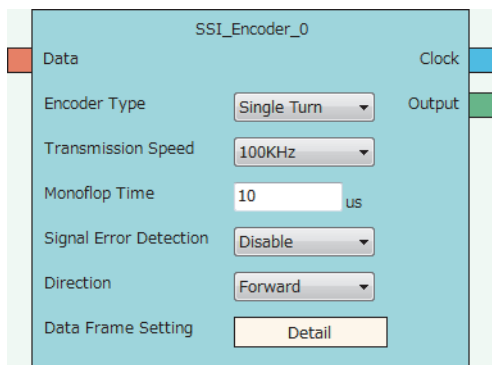 SSI_Encoder_0
Data Clock
Encoder Type Single Turn Output
Transmission Speed 100KHz
Monoflop Time 10 us
Signal Error Detection Disable
Direction Forward
Data Frame Setting Detail